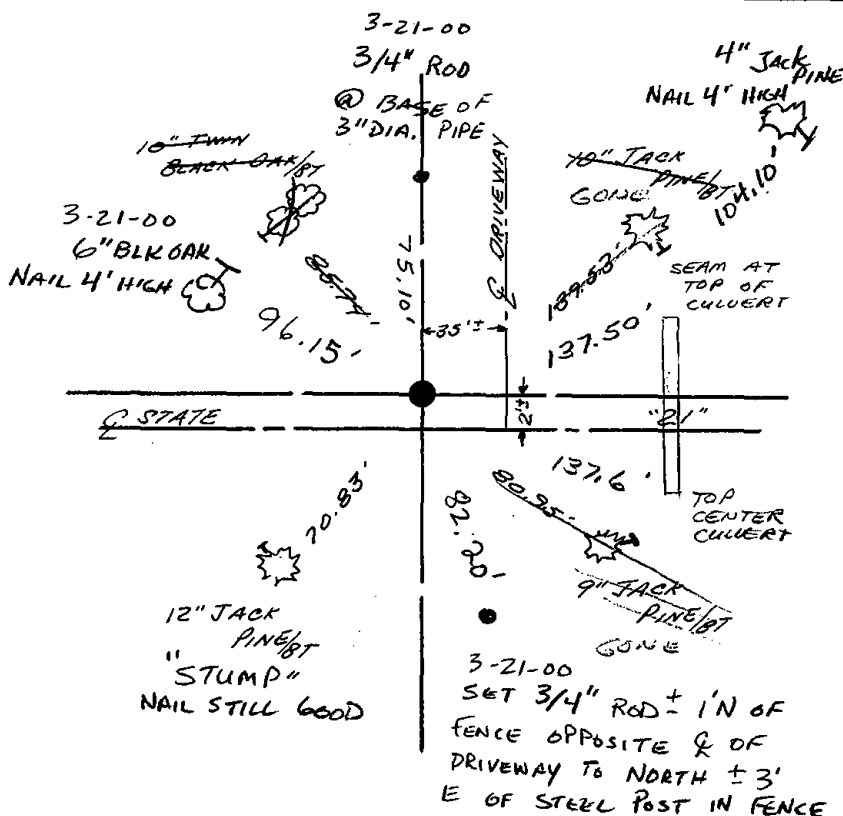 3-21-00
3/4" ROD
@ BASE OF
3" DIA. PIPE
4" JACK
PINE
NAIL 4' HIGH
104.10'
10" TWIN
BLACK OAK/BT
85.74'
3-21-00
6" BLK OAK
NAIL 4' HIGH
96.15'
75.10'
℄ DRIVEWAY
35'±
10" JACK
PINE/BT
GONE
139.53'
137.50'
SEAM AT
TOP OF
CULVERT
℄ STATE
2'±
"21"
70.83'
12" JACK
PINE/BT
"STUMP"
NAIL STILL GOOD
82.20'
137.6'
TOP
CENTER
CULVERT
80.95'
9" JACK
PINE/BT
GONE
3-21-00
SET 3/4" ROD ± 1'N OF
FENCE OPPOSITE ℄ OF
DRIVEWAY TO NORTH ± 3'
E OF STEEL POST IN FENCE